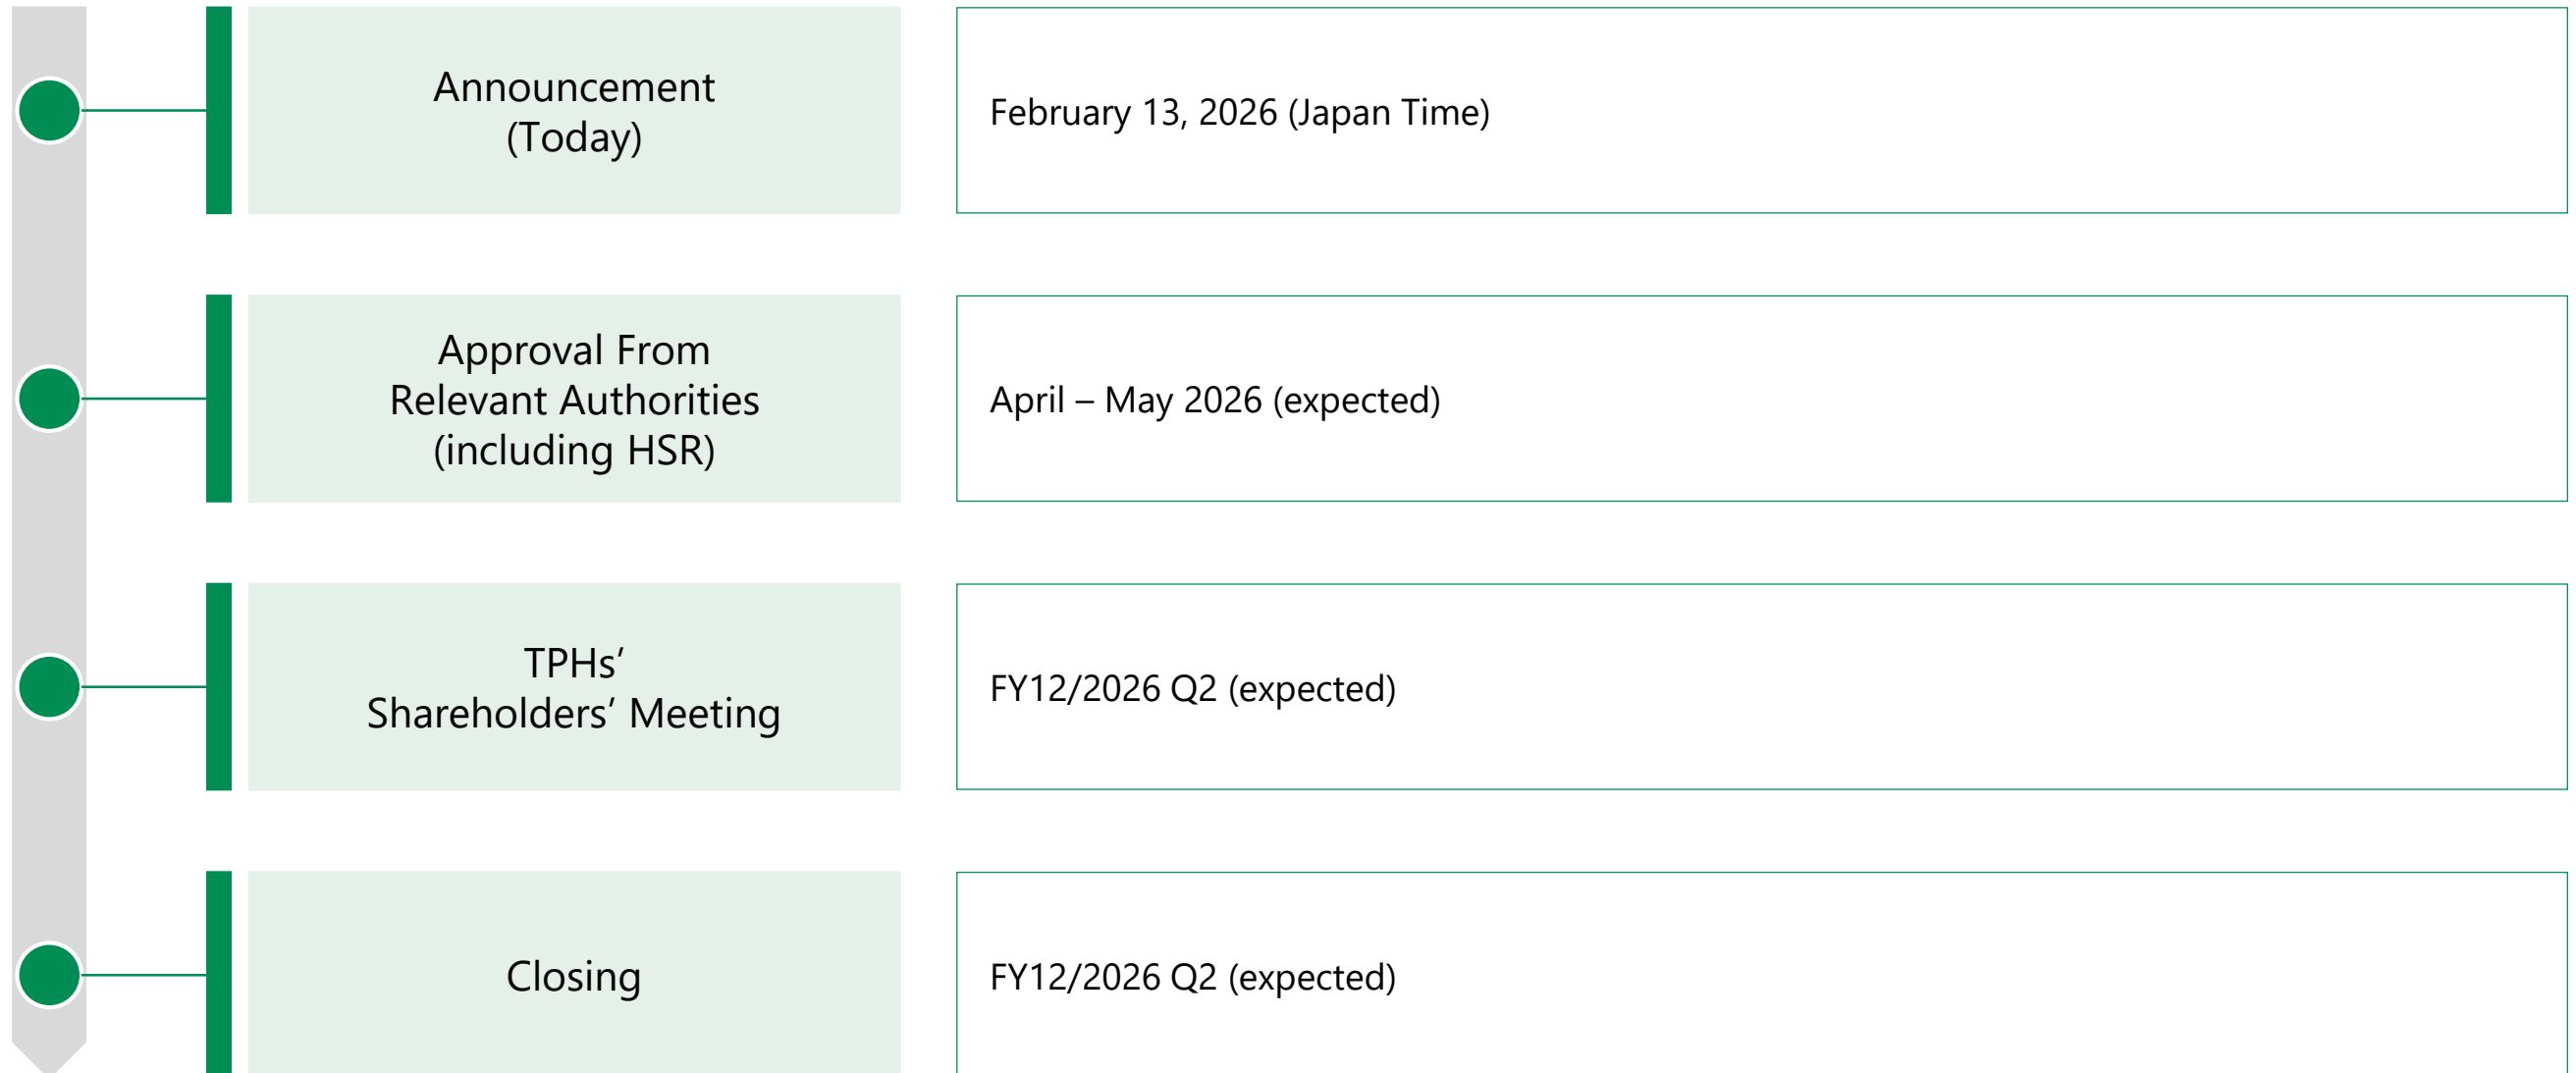 Announcement
(Today)
February 13, 2026 (Japan Time)
Approval From
Relevant Authorities
(including HSR)
April – May 2026 (expected)
TPHs’
Shareholders’ Meeting
FY12/2026 Q2 (expected)
Closing
FY12/2026 Q2 (expected)